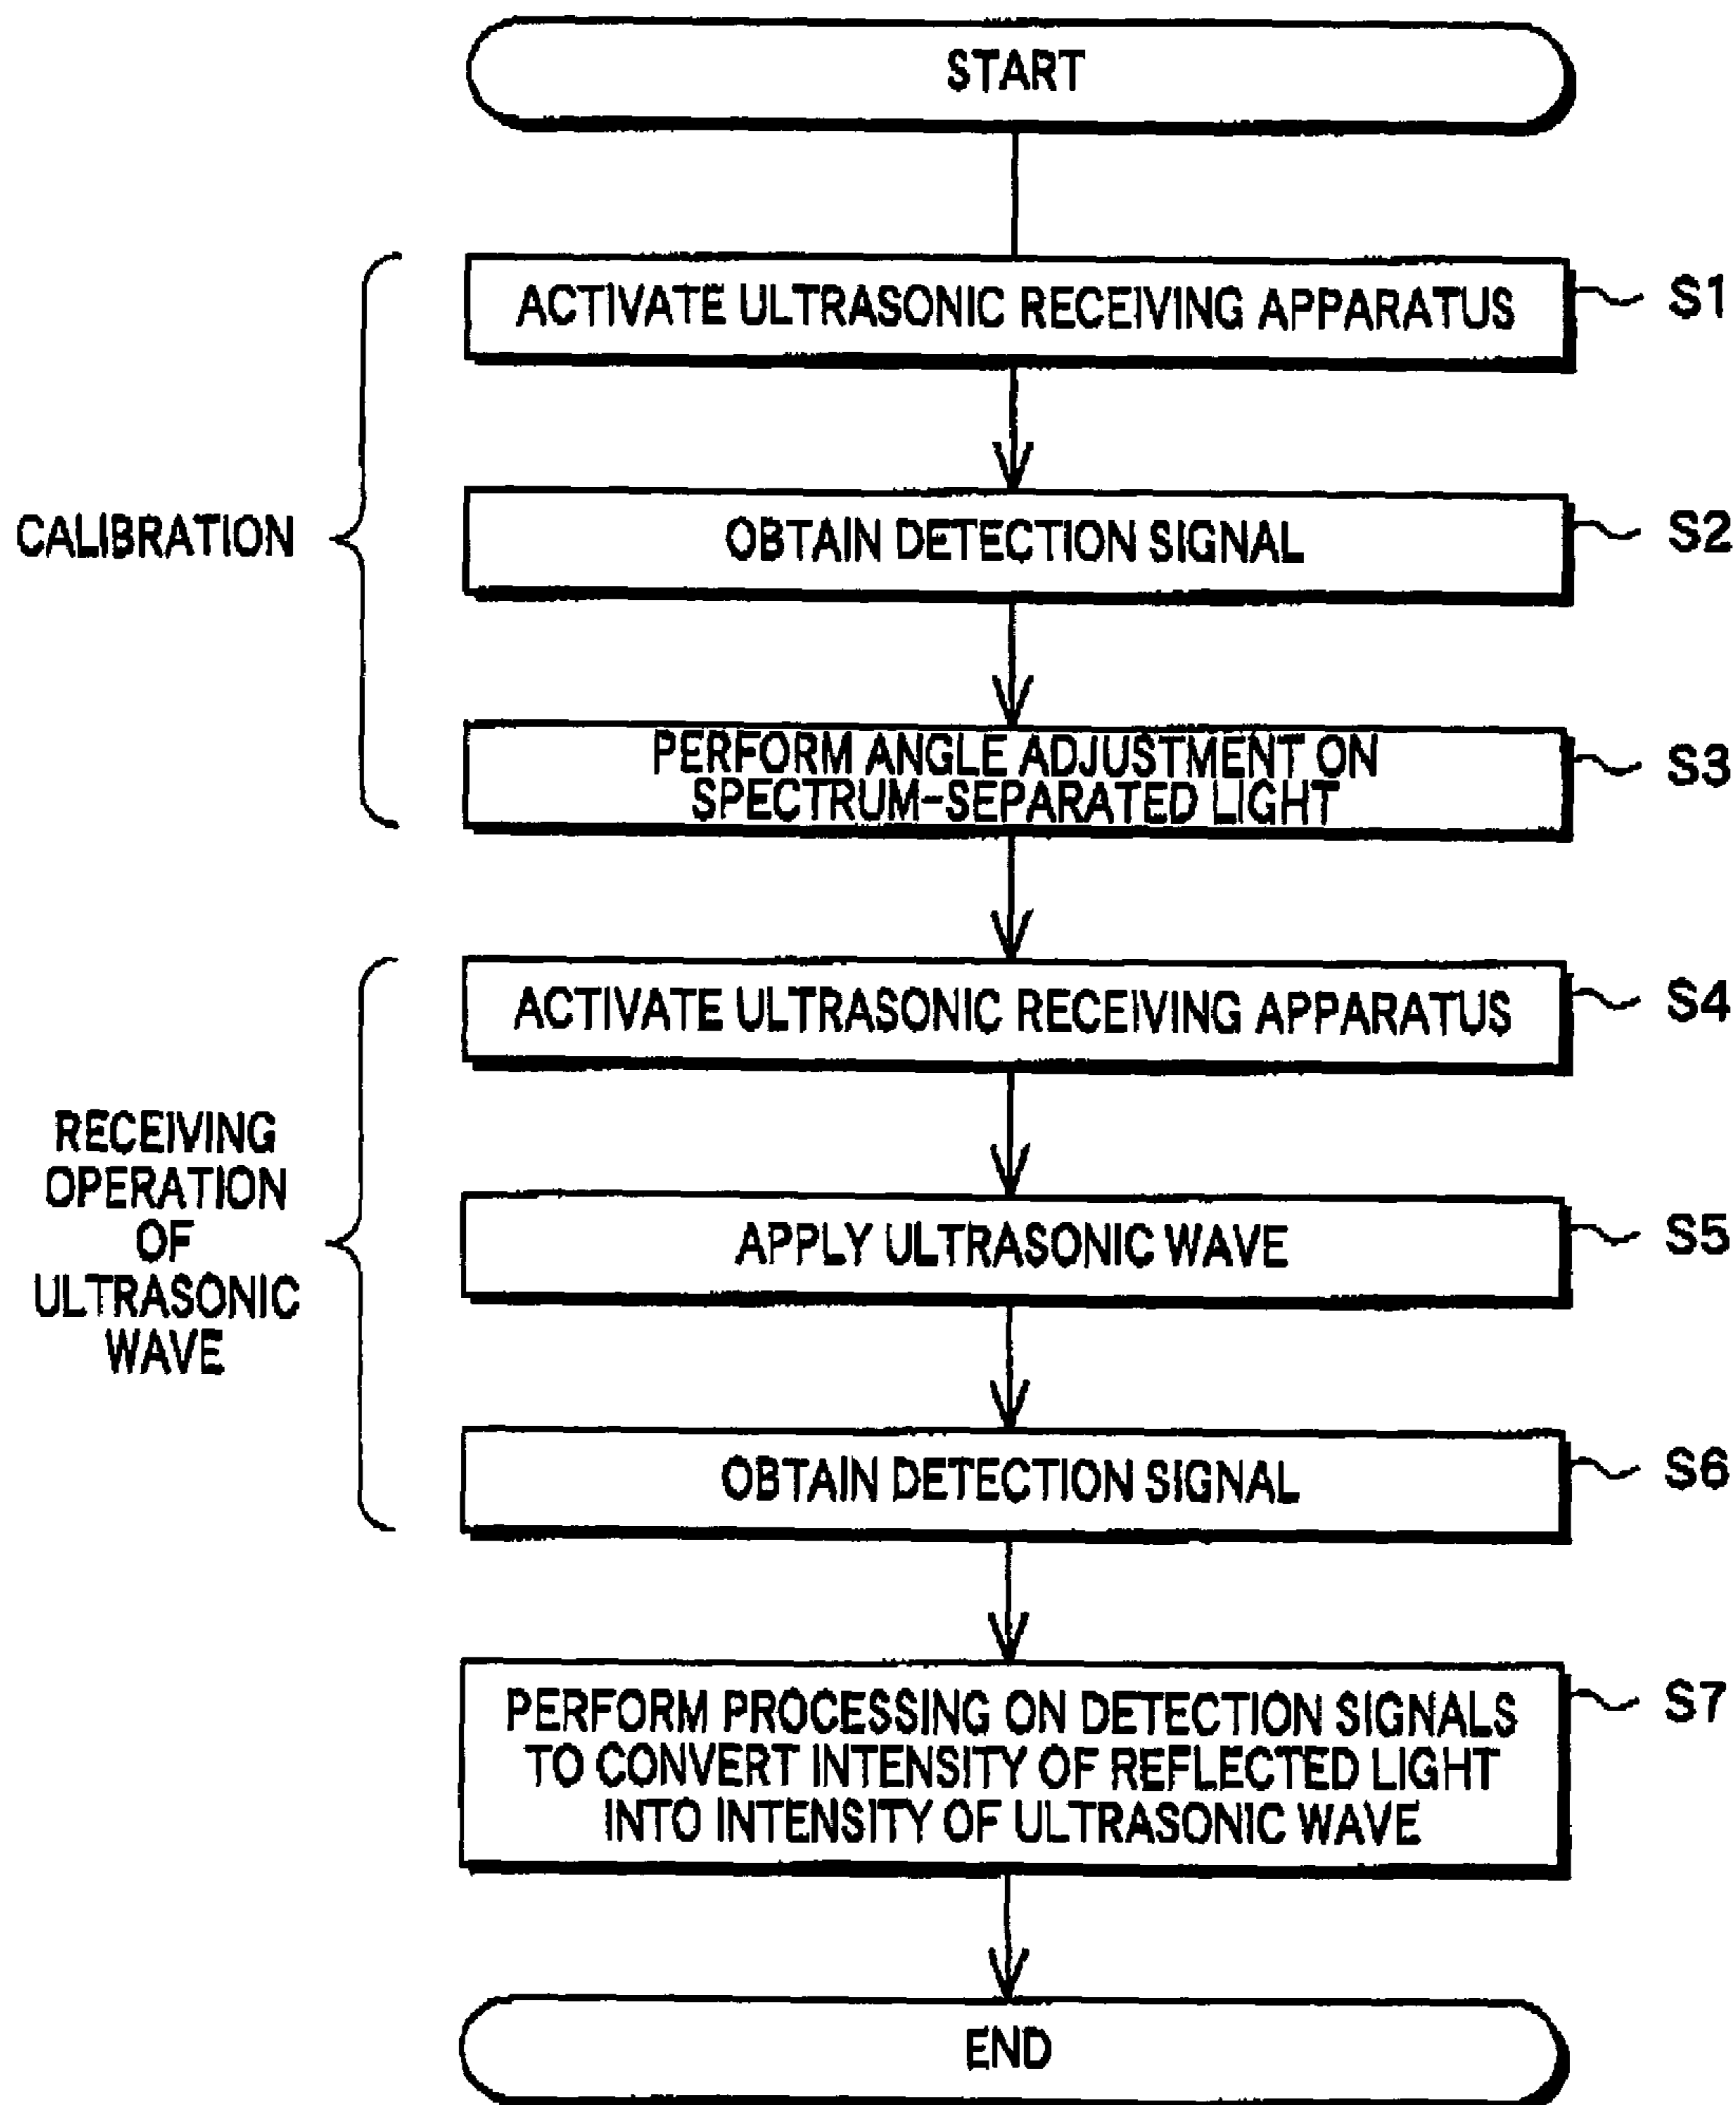 START
ACTIVATE ULTRASONIC RECEIVING APPARATUS
S1
CALIBRATION
OBTAIN DETECTION SIGNAL
S2
PERFORM ANGLE ADJUSTMENT ON
SPECTRUM-SEPARATED LIGHT
S3
ACTIVATE ULTRASONIC RECEIVING APPARATUS
S4
RECEIVING
OPERATION
OF
ULTRASONIC
WAVE
APPLY ULTRASONIC WAVE
S5
OBTAIN DETECTION SIGNAL
S6
PERFORM PROCESSING ON DETECTION SIGNALS
TO CONVERT INTENSITY OF REFLECTED LIGHT
INTO INTENSITY OF ULTRASONIC WAVE
S7
END